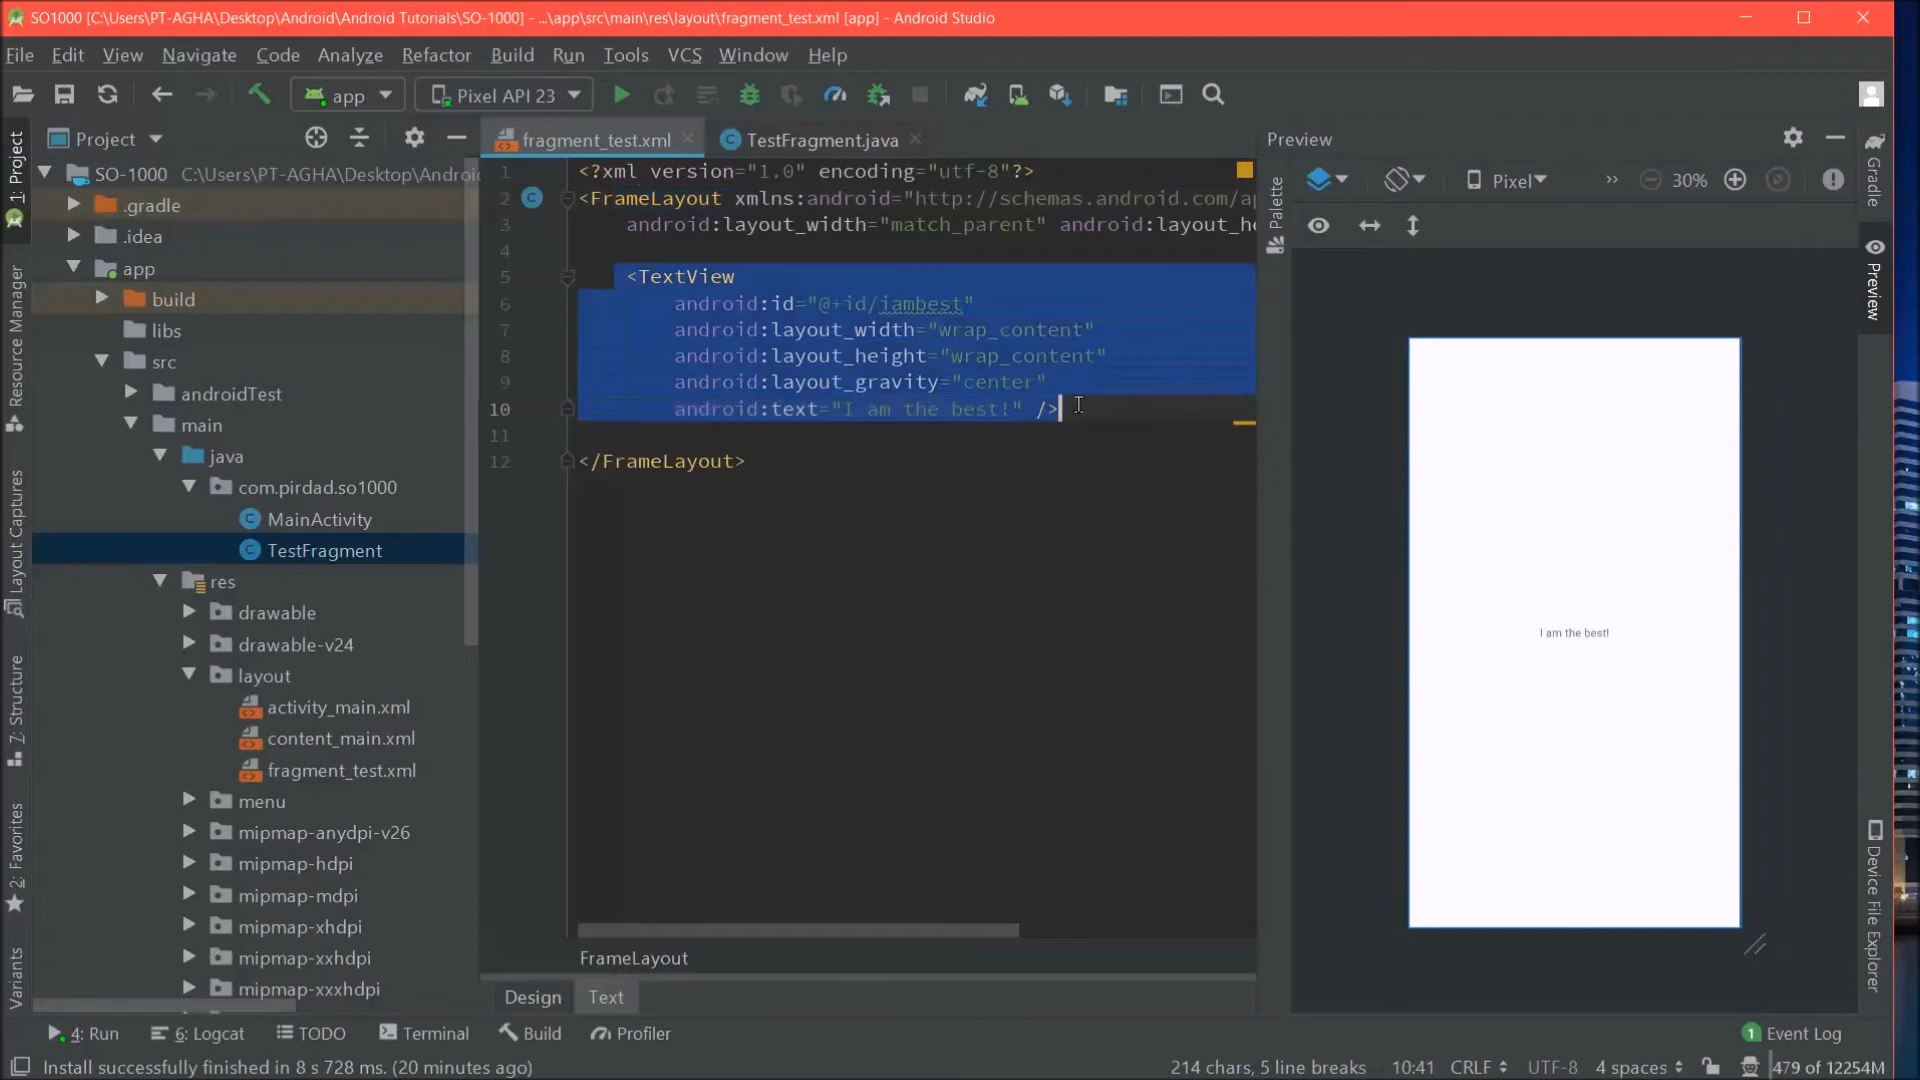 SO1000 [C:\Users\PT-AGHA\Desktop\Android\Android Tutorials\SO-1000] - ...\app\src\main\res\layout\fragment_test.xml [app] - Android Studio
File Edit View Navigate Code Analyze Refactor Build Run Tools VCS Window Help
app Pixel API 23
Project
fragment_test.xml
TestFragment.java
Preview
1: Project
Resource Manager
Layout Captures
7: Structure
2: Favorites
Variants
SO-1000 C:\Users\PT-AGHA\Desktop\Andro
.gradle
.idea
app
build
libs
src
androidTest
main
java
com.pirdad.so1000
MainActivity
TestFragment
res
drawable
drawable-v24
layout
activity_main.xml
content_main.xml
fragment_test.xml
menu
mipmap-anydpi-v26
mipmap-hdpi
mipmap-mdpi
mipmap-xhdpi
mipmap-xxhdpi
mipmap-xxxhdpi
1 <?xml version="1.0" encoding="utf-8"?>
2 <FrameLayout xmlns:android="http://schemas.android.com/ap
3 android:layout_width="match_parent" android:layout_he
4
5 <TextView
6 android:id="@+id/iambest"
7 android:layout_width="wrap_content"
8 android:layout_height="wrap_content"
9 android:layout_gravity="center"
10 android:text="I am the best!" />
11
12 </FrameLayout>
FrameLayout
Design Text
Palette
Pixel >> 30%
I am the best!
Gradle
Preview
Device File Explorer
4: Run 6: Logcat TODO Terminal Build Profiler
1 Event Log
Install successfully finished in 8 s 728 ms. (20 minutes ago)
214 chars, 5 line breaks 10:41 CRLF UTF-8 4 spaces 479 of 12254M